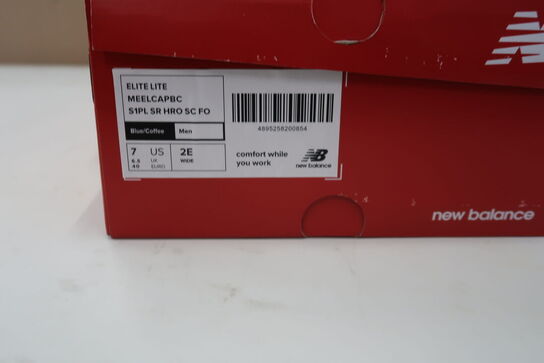 ELITE LITE
MEELCAPBC
S1PL SR HRO SC FO
Blue/Coffee Men
7 US 2E
6.5 UK WIDE
40 EURO
4895258200854
comfort while
you work
new balance
new balance